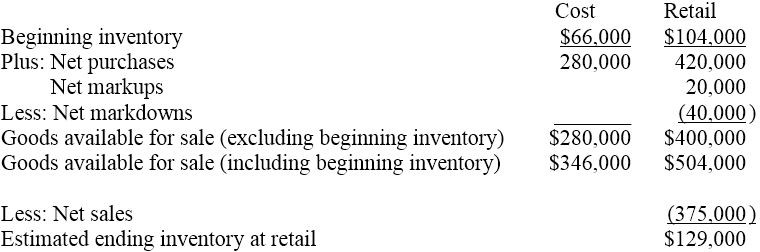 Cost Retail
Beginning inventory $66,000 $104,000
Plus: Net purchases 280,000 420,000
Net markups 20,000
Less: Net markdowns (40,000)
Goods available for sale (excluding beginning inventory) $280,000 $400,000
Goods available for sale (including beginning inventory) $346,000 $504,000
Less: Net sales (375,000)
Estimated ending inventory at retail $129,000